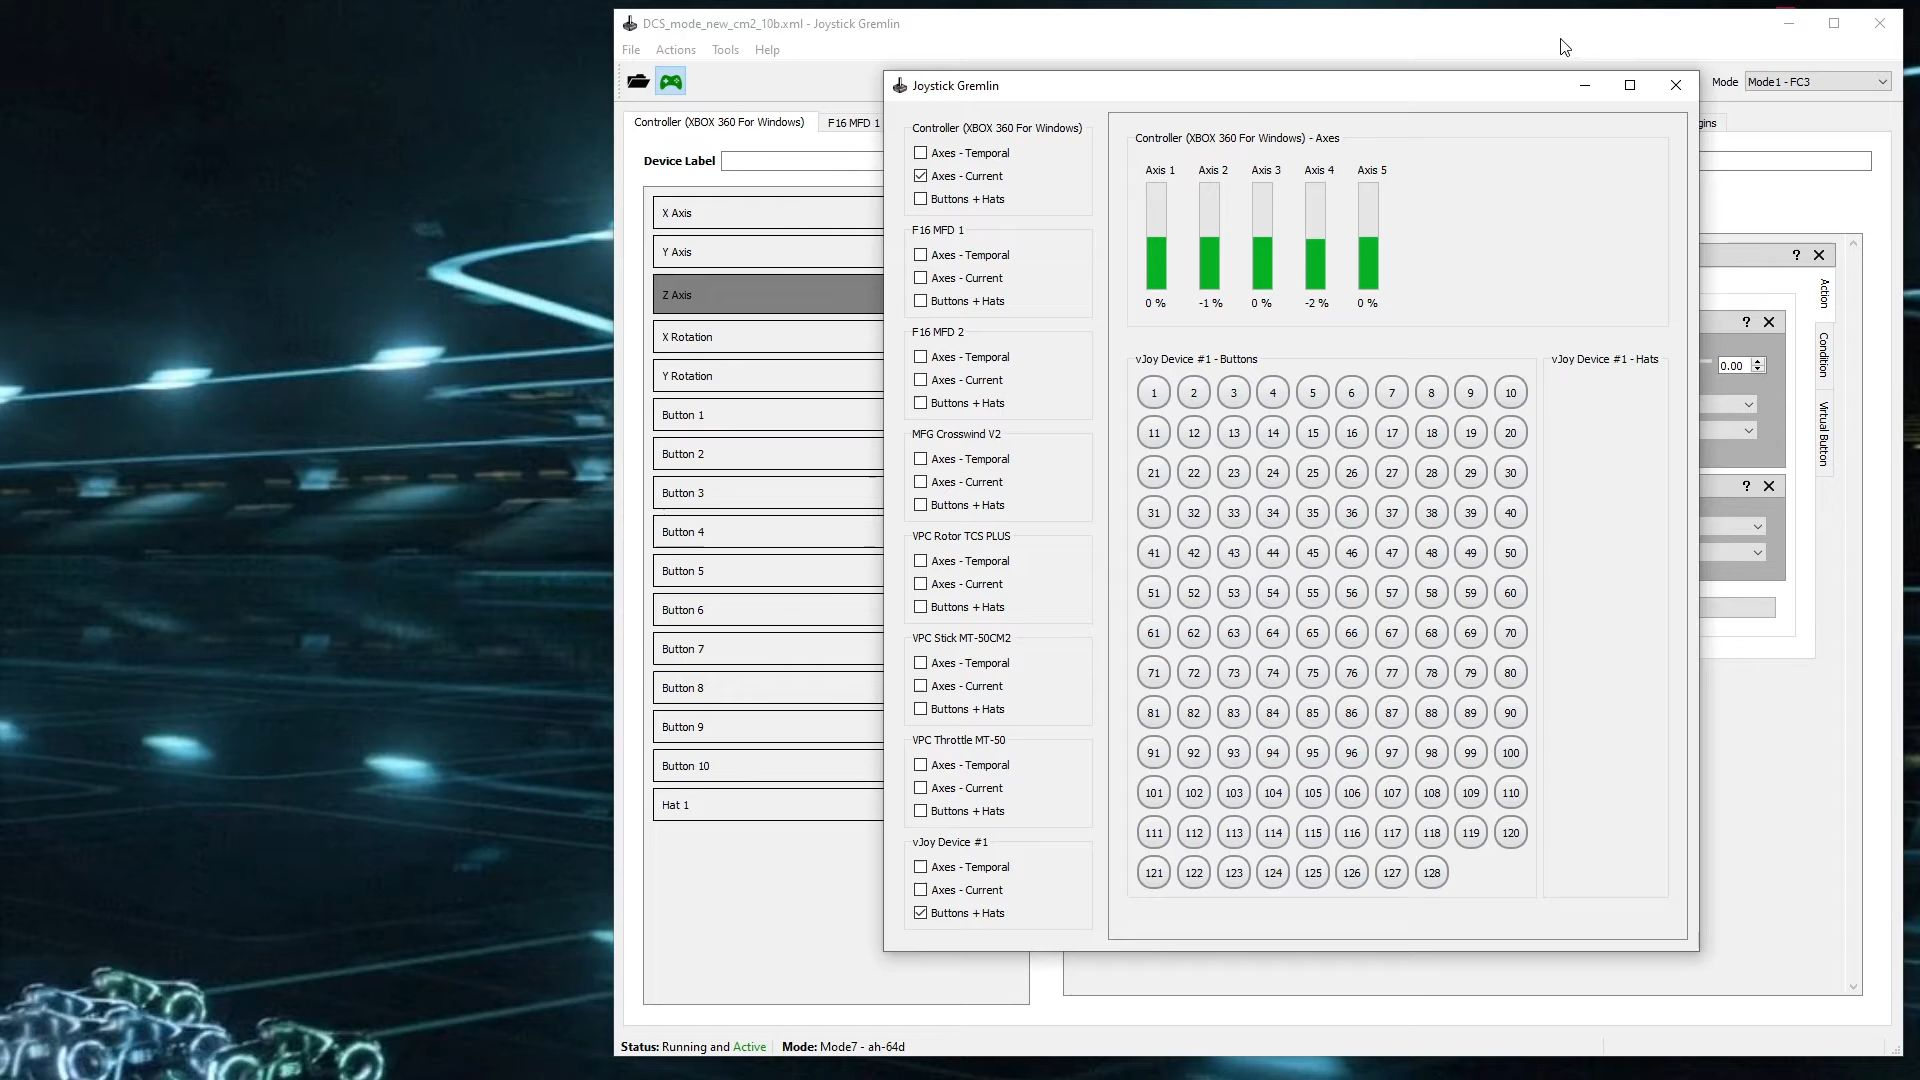 DCS_mode_new_cm2_10b.xml - Joystick Gremlin
File Actions Tools Help
Mode Mode1 - FC3
Controller (XBOX 360 For Windows) F16 MFD 1
Device Label
X Axis
Y Axis
Z Axis
X Rotation
Y Rotation
Button 1
Button 2
Button 3
Button 4
Button 5
Button 6
Button 7
Button 8
Button 9
Button 10
Hat 1
Joystick Gremlin
Controller (XBOX 360 For Windows)
Axes - Temporal
Axes - Current
Buttons + Hats
F16 MFD 1
Axes - Temporal
Axes - Current
Buttons + Hats
F16 MFD 2
Axes - Temporal
Axes - Current
Buttons + Hats
MFG Crosswind V2
Axes - Temporal
Axes - Current
Buttons + Hats
VPC Rotor TCS PLUS
Axes - Temporal
Axes - Current
Buttons + Hats
VPC Stick MT-50CM2
Axes - Temporal
Axes - Current
Buttons + Hats
VPC Throttle MT-50
Axes - Temporal
Axes - Current
Buttons + Hats
vJoy Device #1
Axes - Temporal
Axes - Current
Buttons + Hats
Controller (XBOX 360 For Windows) - Axes
Axis 1 Axis 2 Axis 3 Axis 4 Axis 5
0 % -1 % 0 % -2 % 0 %
vJoy Device #1 - Buttons
1 2 3 4 5 6 7 8 9 10
11 12 13 14 15 16 17 18 19 20
21 22 23 24 25 26 27 28 29 30
31 32 33 34 35 36 37 38 39 40
41 42 43 44 45 46 47 48 49 50
51 52 53 54 55 56 57 58 59 60
61 62 63 64 65 66 67 68 69 70
71 72 73 74 75 76 77 78 79 80
81 82 83 84 85 86 87 88 89 90
91 92 93 94 95 96 97 98 99 100
101 102 103 104 105 106 107 108 109 110
111 112 113 114 115 116 117 118 119 120
121 122 123 124 125 126 127 128
vJoy Device #1 - Hats
gins
?
?
0.00
?
Action
Condition
Virtual Button
Status: Running and Active Mode: Mode7 - ah-64d